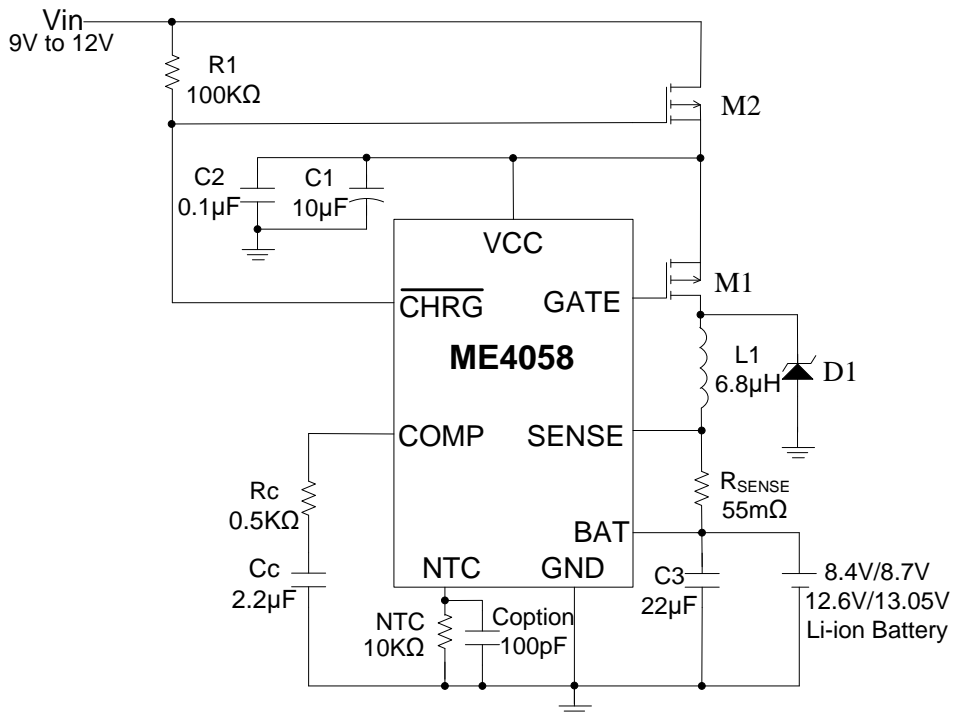 Vin
9V to 12V
R1
100KΩ
M2
C2
0.1µF
C1
10µF
VCC
CHRG
GATE
M1
ME4058
L1
6.8µH
D1
COMP
SENSE
Rc
0.5KΩ
RSENSE
55mΩ
BAT
Cc
2.2µF
NTC
GND
C3
22µF
8.4V/8.7V
12.6V/13.05V
Li-ion Battery
NTC
10KΩ
Coption
100pF